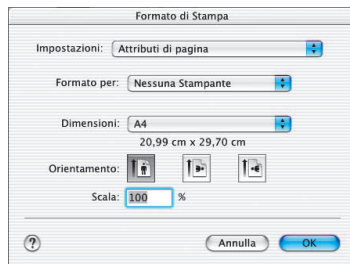 Formato di Stampa
Impostazioni: Attributi di pagina
Formato per: Nessuna Stampante
Dimensioni: A4
20,99 cm x 29,70 cm
Orientamento:
Scala: 100 %
? Annulla OK